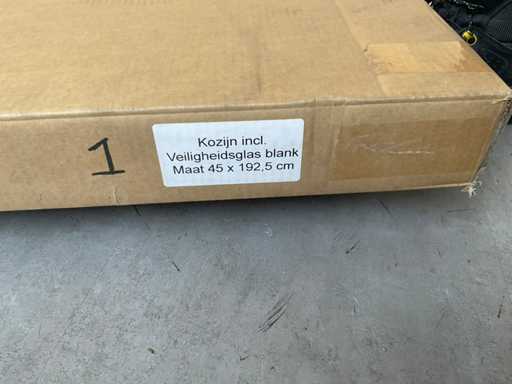 1
Kozijn incl.
Veiligheidsglas blank
Maat 45 x 192,5 cm